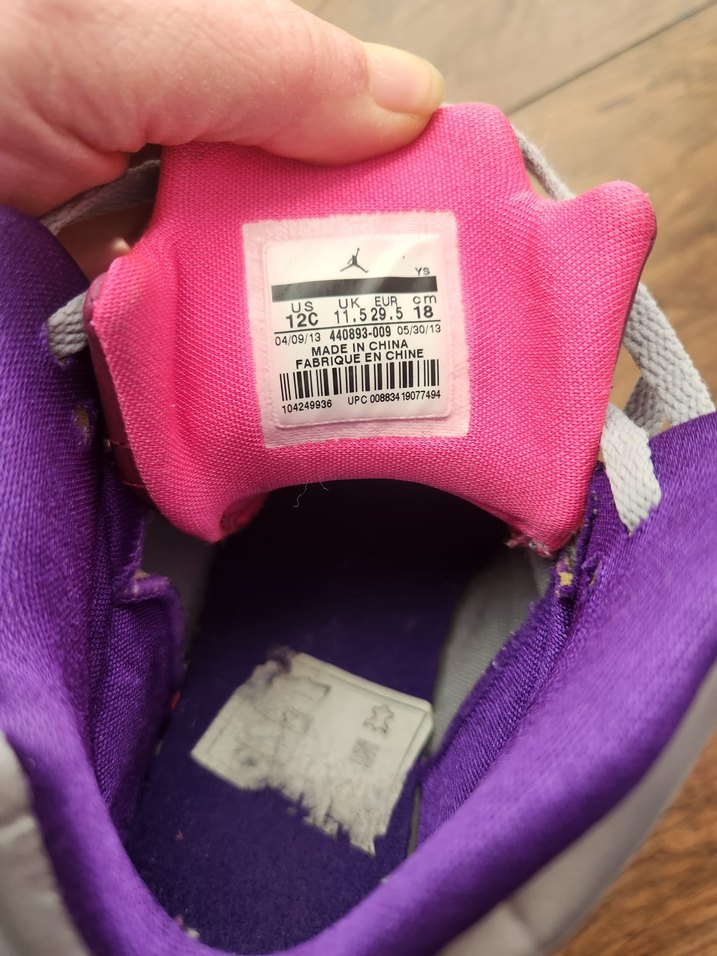 YS
US UK EUR cm
12C 11.5 29.5 18
04/09/13 440893-009 05/30/13
MADE IN CHINA
FABRIQUE EN CHINE
104249936 UPC 00883419077494